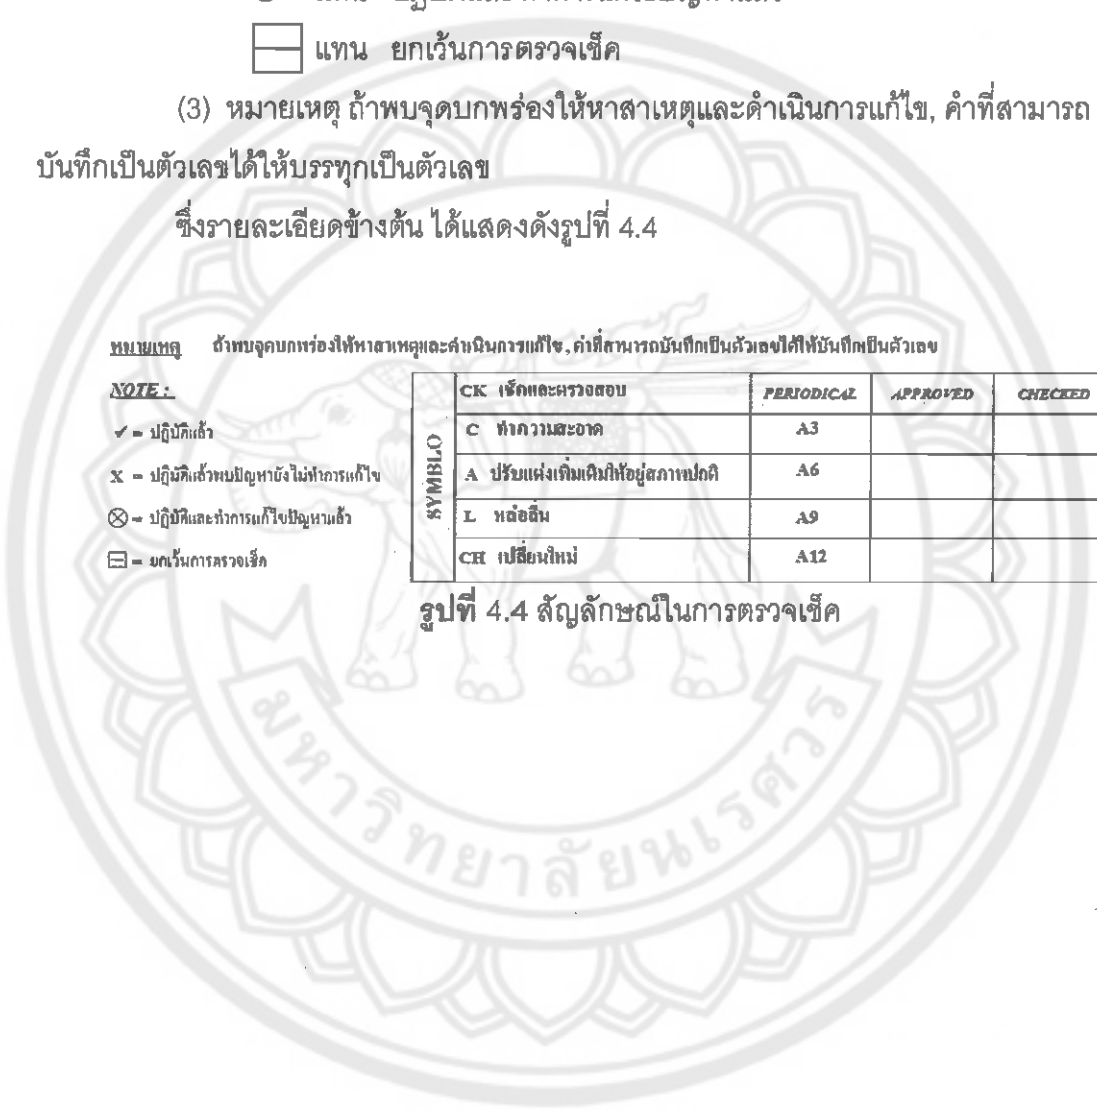 แทน ยกเว้นการตรวจเช็ค
(3) หมายเหตุ ถ้าพบจุดบกพร่องให้หาสาเหตุและดำเนินการแก้ไข, คำที่สามารถ
บันทึกเป็นตัวเลขได้ให้บรรทุกเป็นตัวเลข
ซึ่งรายละเอียดข้างต้น ได้แสดงดังรูปที่ 4.4
หมายเหตุ ถ้าพบจุดบกพร่องให้หาสาเหตุและดำเนินการแก้ไข, ค่าที่สามารถบันทึกเป็นตัวเลขได้ให้บันทึกเป็นตัวเลข
NOTE :
✓ = ปฏิบัติแล้ว
X = ปฏิบัติแล้วพบปัญหายังไม่ทำการแก้ไข
⊗ = ปฏิบัติและทำการแก้ไขปัญหาแล้ว
⊟ = ยกเว้นการตรวจเช็ค
SYMBLO
CK เช็คและตรวจสอบ PERIODICAL APPROVED CHECKED
C ทำความสะอาด A3
A ปรับแต่งเพิ่มเติมให้อยู่สภาพปกติ A6
L หล่อลื่น A9
CH เปลี่ยนใหม่ A12
รูปที่ 4.4 สัญลักษณ์ในการตรวจเช็ค
มหาวิทยาลัยนเรศวร